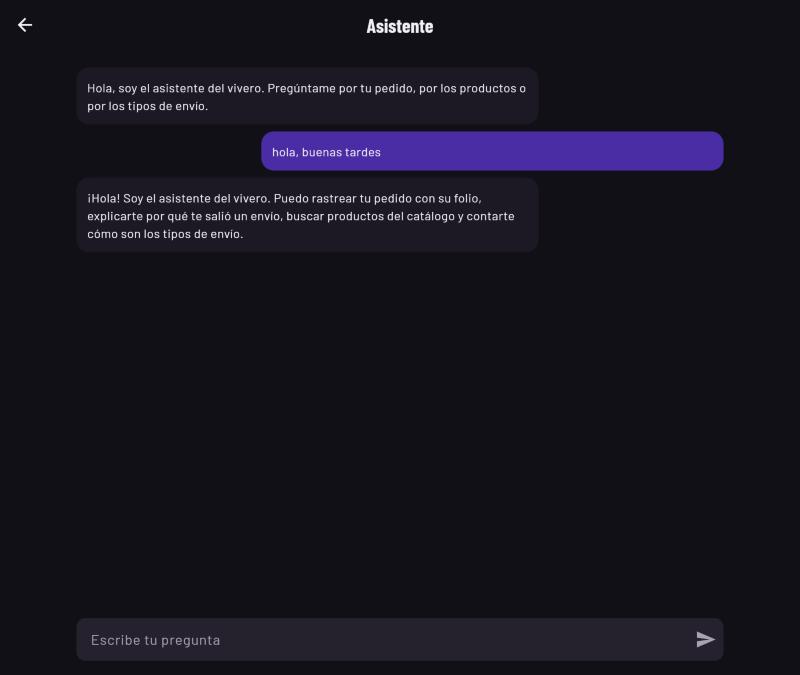 Asistente
Hola, soy el asistente del vivero. Pregúntame por tu pedido, por los productos o
por los tipos de envío.
hola, buenas tardes
¡Hola! Soy el asistente del vivero. Puedo rastrear tu pedido con su folio,
explicarte por qué te salió un envío, buscar productos del catálogo y contarte
cómo son los tipos de envío.
Escribe tu pregunta